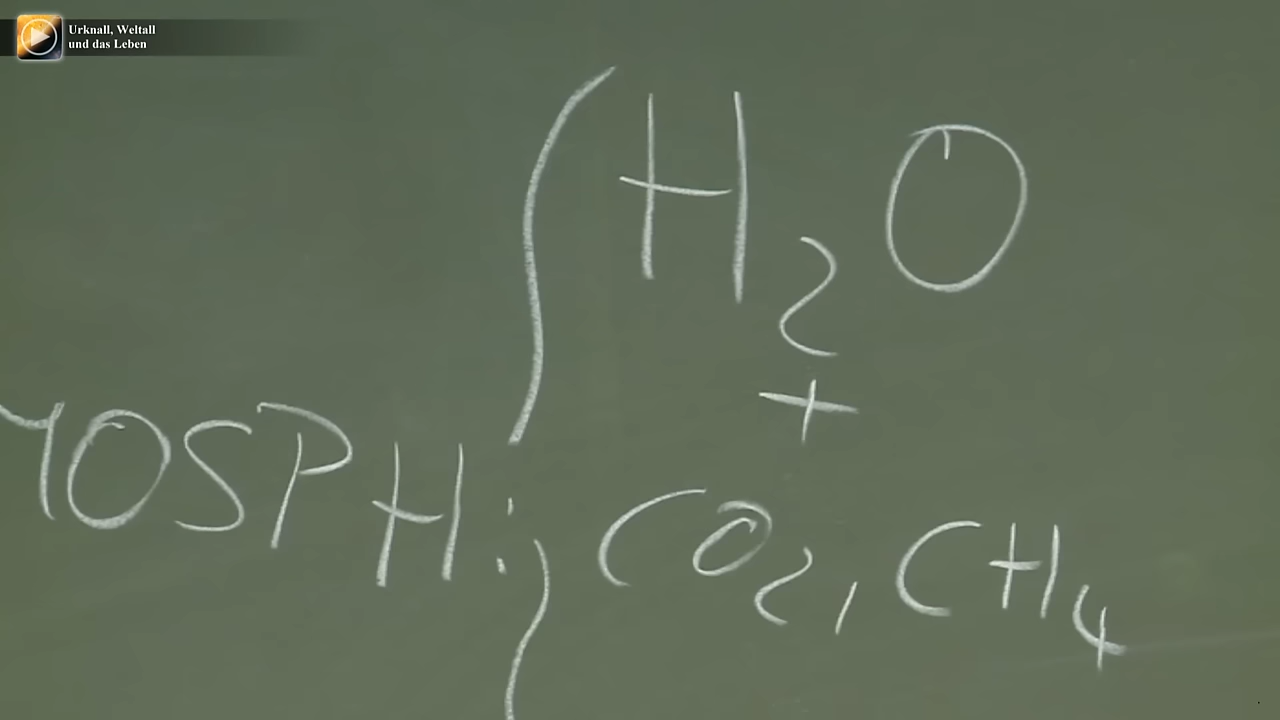 Urknall, Weltall
und das Leben
H₂O
+
OSPH: CO₂, CH₄